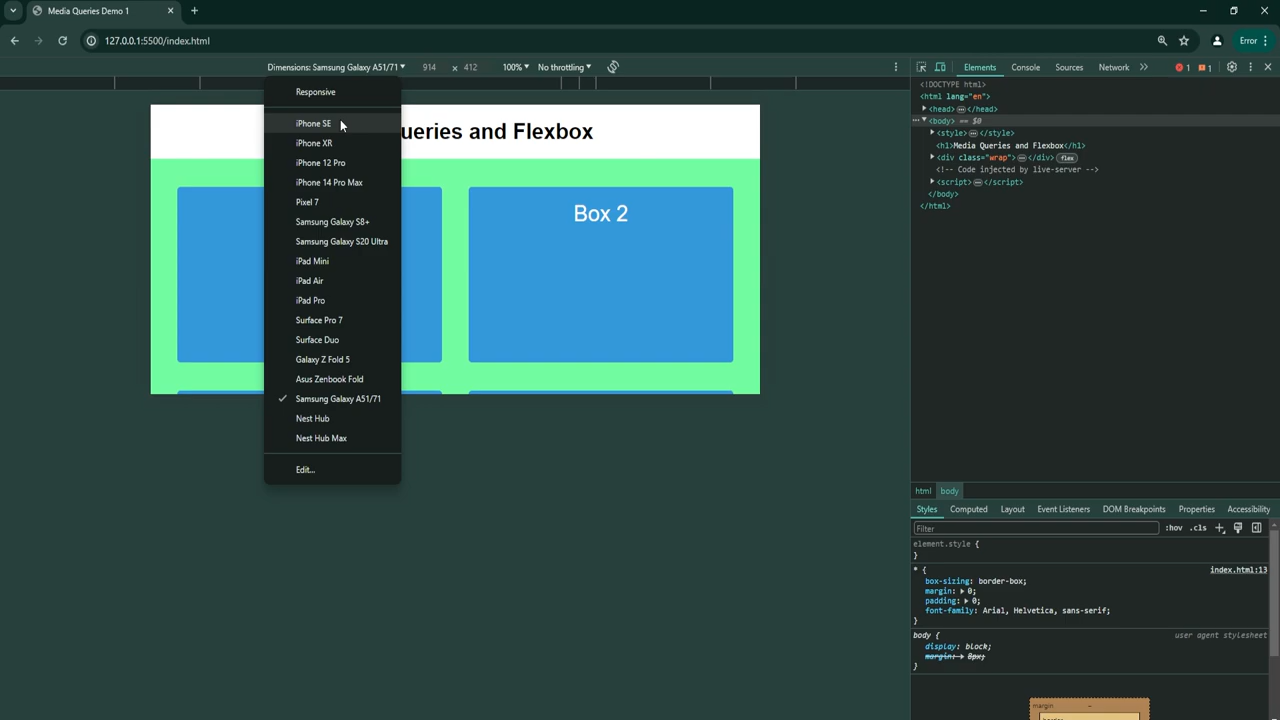 Media Queries Demo 1
127.0.0.1:5500/index.html
Error
Dimensions: Samsung Galaxy A51/71 914 × 412 100% No throttling
Elements Console Sources Network 1 1
Responsive
iPhone SE
iPhone XR
iPhone 12 Pro
iPhone 14 Pro Max
Pixel 7
Samsung Galaxy S8+
Samsung Galaxy S20 Ultra
iPad Mini
iPad Air
iPad Pro
Surface Pro 7
Surface Duo
Galaxy Z Fold 5
Asus Zenbook Fold
Samsung Galaxy A51/71
Nest Hub
Nest Hub Max
Edit...
ueries and Flexbox
Box 2
<!DOCTYPE html>
<html lang="en">
<head> </head>
<body> == $0
<style> </style>
<h1>Media Queries and Flexbox</h1>
<div class="wrap"> </div> flex
<!-- Code injected by live-server -->
<script> </script>
</body>
</html>
html body
Styles Computed Layout Event Listeners DOM Breakpoints Properties Accessibility
Filter :hov .cls
element.style {
}
* { index.html:13
box-sizing: border-box;
margin: 0;
padding: 0;
font-family: Arial, Helvetica, sans-serif;
}
body { user agent stylesheet
display: block;
margin: 8px;
}
margin –
border